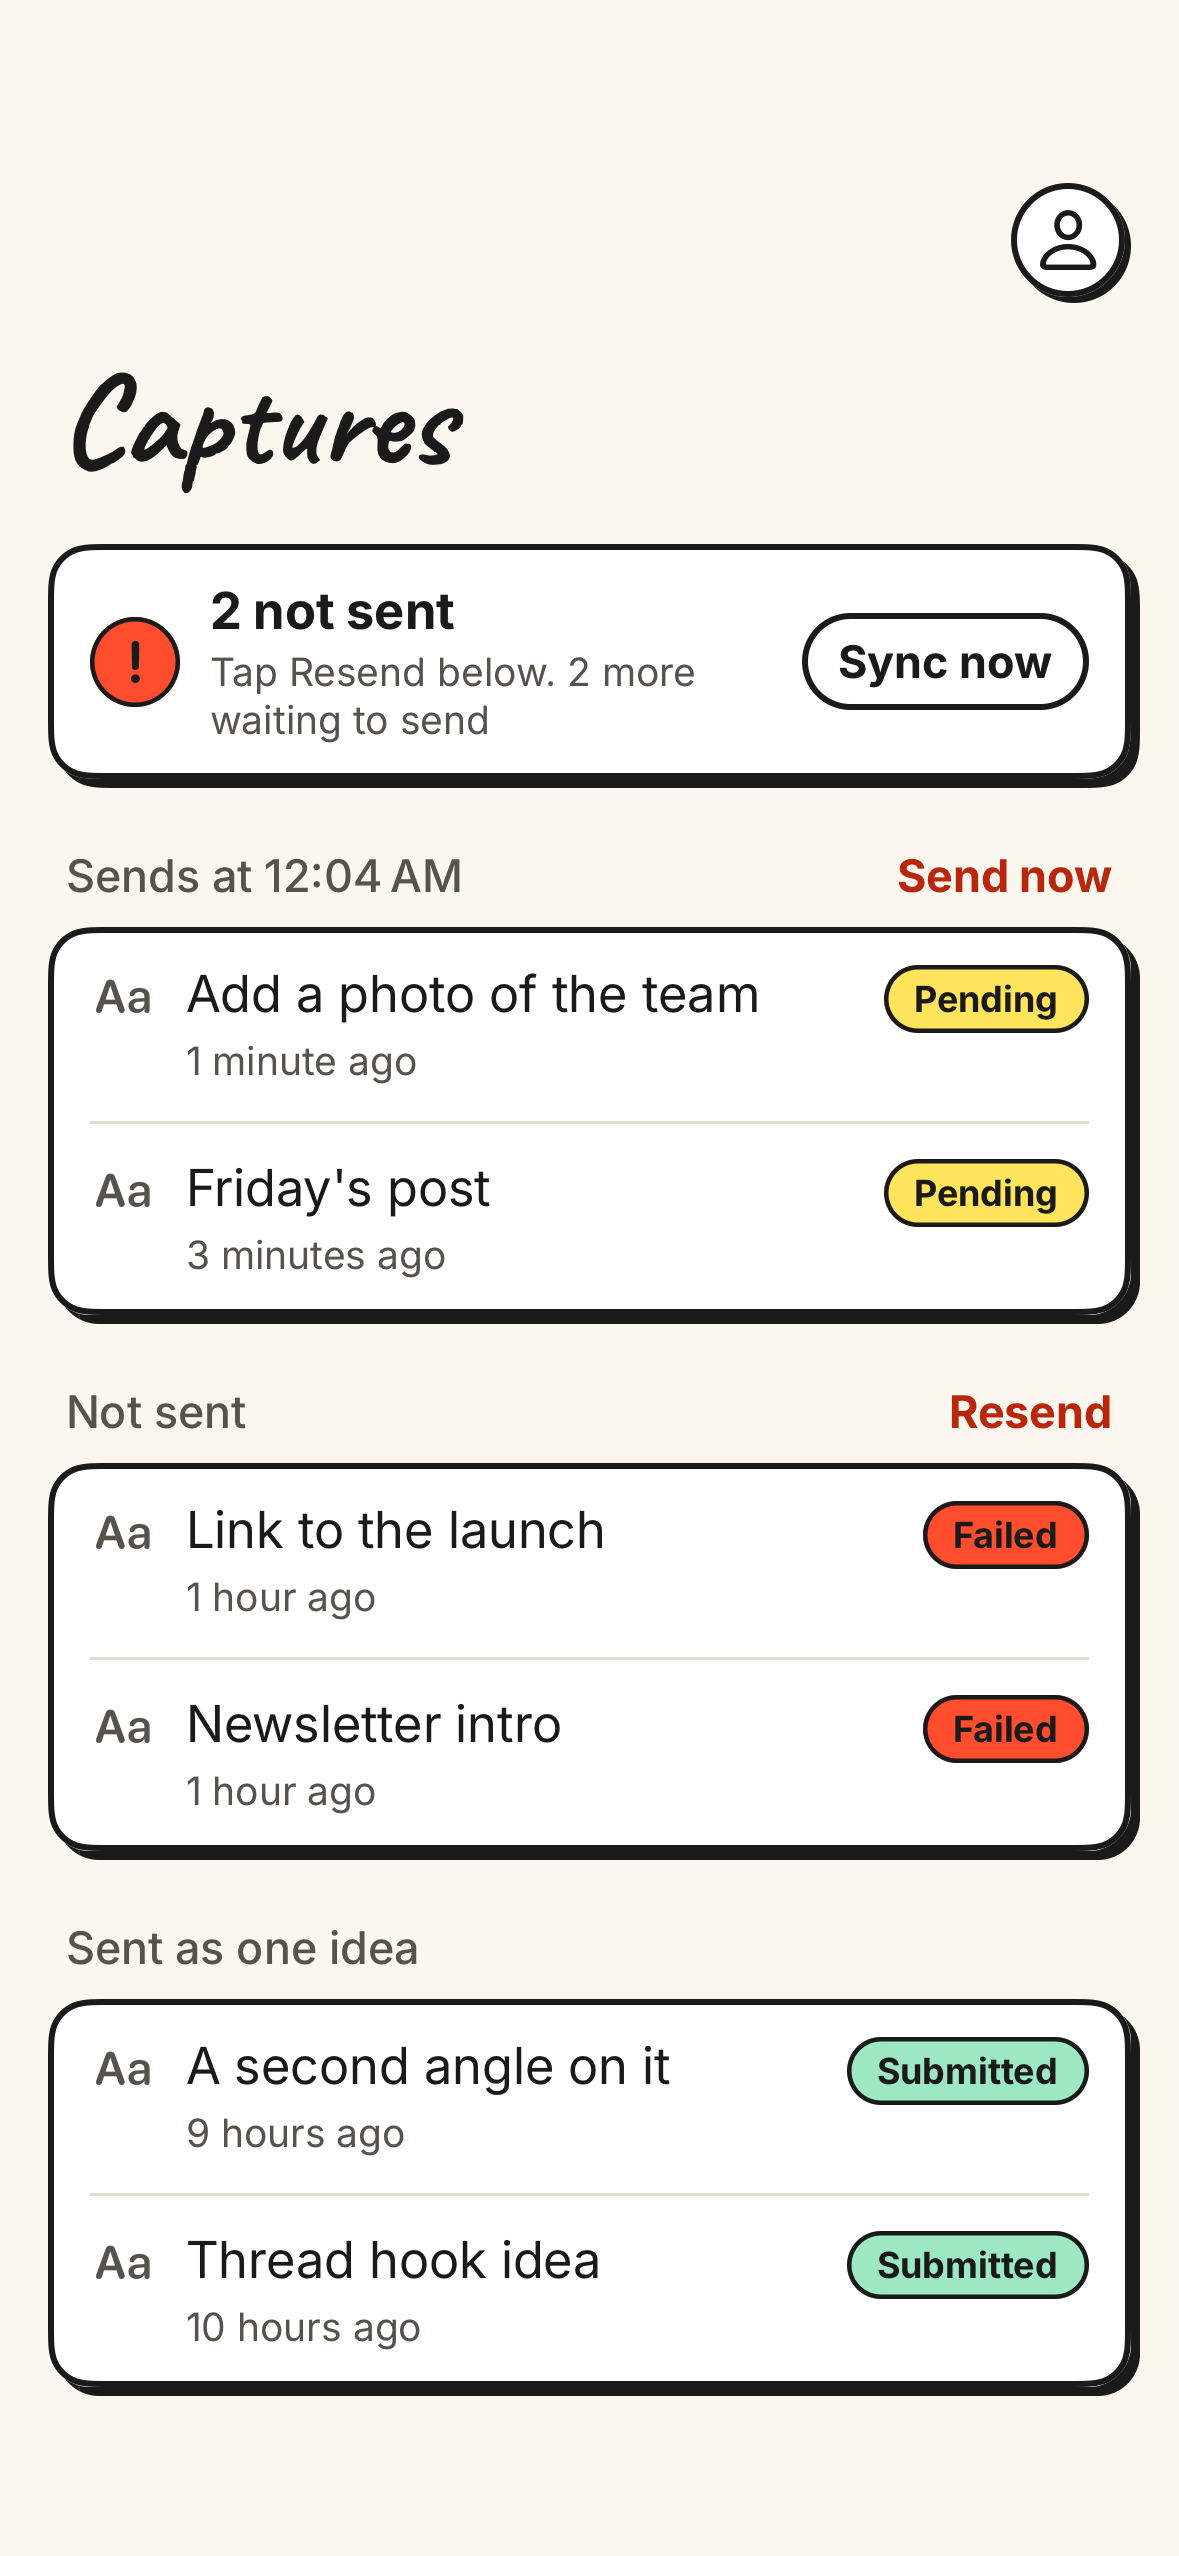 Captures
2 not sent
Tap Resend below. 2 more
waiting to send
Sync now
Sends at 12:04 AM
Send now
Aa Add a photo of the team Pending
1 minute ago
Aa Friday's post Pending
3 minutes ago
Not sent
Resend
Aa Link to the launch Failed
1 hour ago
Aa Newsletter intro Failed
1 hour ago
Sent as one idea
Aa A second angle on it Submitted
9 hours ago
Aa Thread hook idea Submitted
10 hours ago